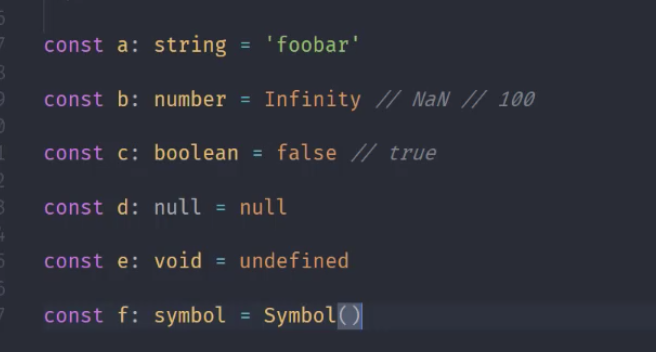 const a: string = 'foobar'
const b: number = Infinity // NaN // 100
const c: boolean = false // true
const d: null = null
const e: void = undefined
const f: symbol = Symbol()